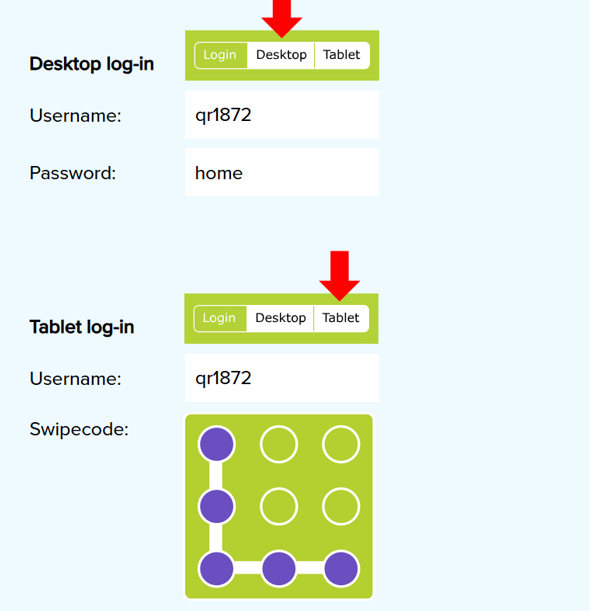 Login Desktop Tablet
Desktop log-in
Username: qr1872
Password: home
Login Desktop Tablet
Tablet log-in
Username: qr1872
Swipecode: